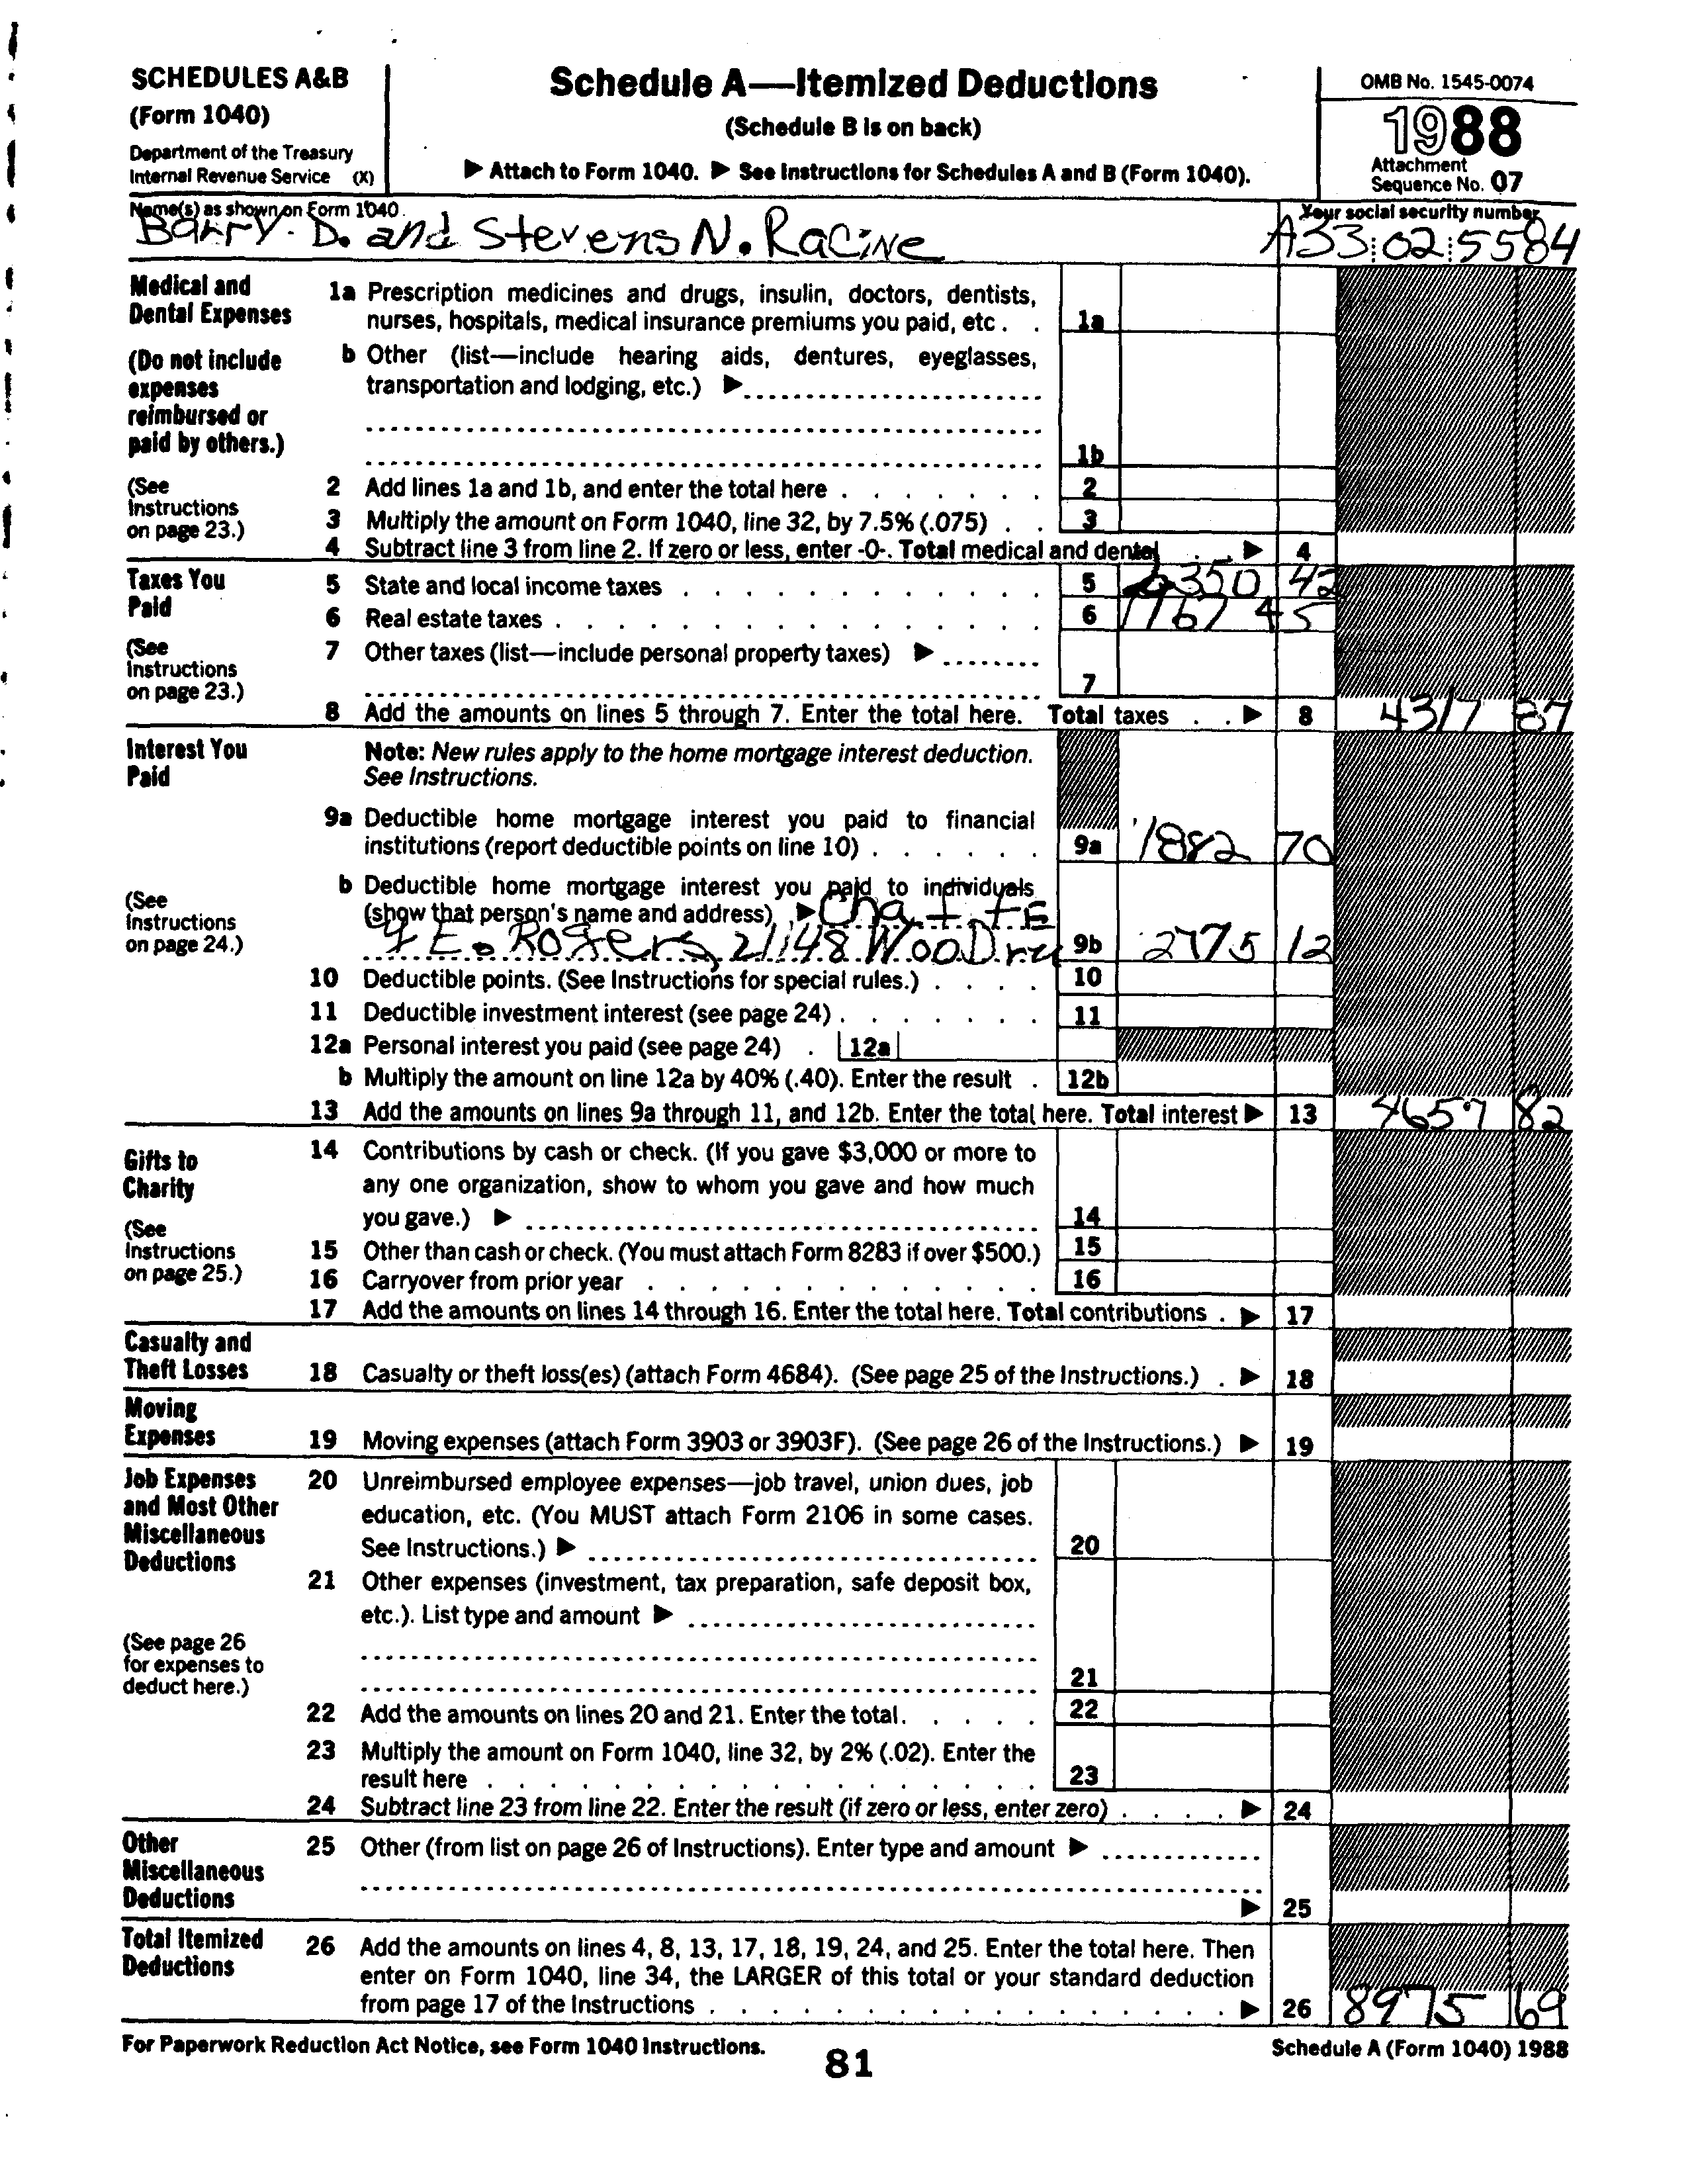 SCHEDULES A&B
(Form 1040)
Department of the Treasury
Internal Revenue Service (X)
Schedule A—Itemized Deductions
(Schedule B is on back)
▶ Attach to Form 1040. ▶ See Instructions for Schedules A and B (Form 1040).
OMB No. 1545-0074
1988
Attachment
Sequence No. 07
Name(s) as shown on Form 1040
Barry D. and Stevens N. Racine
Your social security number
A33:02:5584
Medical and
Dental Expenses
(Do not include
expenses
reimbursed or
paid by others.)
(See
Instructions
on page 23.)
1a Prescription medicines and drugs, insulin, doctors, dentists,
nurses, hospitals, medical insurance premiums you paid, etc . . 1a
b Other (list—include hearing aids, dentures, eyeglasses,
transportation and lodging, etc.) ▶
1b
2 Add lines 1a and 1b, and enter the total here . . . . . . . 2
3 Multiply the amount on Form 1040, line 32, by 7.5% (.075) . . 3
4 Subtract line 3 from line 2. If zero or less, enter -0-. Total medical and dental . . ▶ 4
Taxes You
Paid
(See
Instructions
on page 23.)
5 State and local income taxes . . . . . . . . . . . . 5 350 42
6 Real estate taxes . . . . . . . . . . . . . . . . 6 1767 45
7 Other taxes (list—include personal property taxes) ▶
7
8 Add the amounts on lines 5 through 7. Enter the total here. Total taxes . . ▶ 8 4317 87
Interest You
Paid
(See
Instructions
on page 24.)
Note: New rules apply to the home mortgage interest deduction.
See Instructions.
9a Deductible home mortgage interest you paid to financial
institutions (report deductible points on line 10) . . . . . . 9a 1882 70
b Deductible home mortgage interest you paid to individuals
(show that person's name and address) ▶
E. Rogers, 21148 WooDru 9b 2775 12
10 Deductible points. (See Instructions for special rules.) . . . . 10
11 Deductible investment interest (see page 24) . . . . . . . 11
12a Personal interest you paid (see page 24) . 12a
b Multiply the amount on line 12a by 40% (.40). Enter the result . 12b
13 Add the amounts on lines 9a through 11, and 12b. Enter the total here. Total interest ▶ 13 4657 82
Gifts to
Charity
(See
Instructions
on page 25.)
14 Contributions by cash or check. (If you gave $3,000 or more to
any one organization, show to whom you gave and how much
you gave.) ▶ 14
15 Other than cash or check. (You must attach Form 8283 if over $500.) 15
16 Carryover from prior year . . . . . . . . . . . . . 16
17 Add the amounts on lines 14 through 16. Enter the total here. Total contributions . ▶ 17
Casualty and
Theft Losses
18 Casualty or theft loss(es) (attach Form 4684). (See page 25 of the Instructions.) . ▶ 18
Moving
Expenses
19 Moving expenses (attach Form 3903 or 3903F). (See page 26 of the Instructions.) ▶ 19
Job Expenses
and Most Other
Miscellaneous
Deductions
(See page 26
for expenses to
deduct here.)
20 Unreimbursed employee expenses—job travel, union dues, job
education, etc. (You MUST attach Form 2106 in some cases.
See Instructions.) ▶ 20
21 Other expenses (investment, tax preparation, safe deposit box,
etc.). List type and amount ▶
21
22 Add the amounts on lines 20 and 21. Enter the total. . . . . 22
23 Multiply the amount on Form 1040, line 32, by 2% (.02). Enter the
result here . . . . . . . . . . . . . . . . . . 23
24 Subtract line 23 from line 22. Enter the result (if zero or less, enter zero) . . . . ▶ 24
Other
Miscellaneous
Deductions
25 Other (from list on page 26 of Instructions). Enter type and amount ▶
▶ 25
Total Itemized
Deductions
26 Add the amounts on lines 4, 8, 13, 17, 18, 19, 24, and 25. Enter the total here. Then
enter on Form 1040, line 34, the LARGER of this total or your standard deduction
from page 17 of the Instructions . . . . . . . . . . . . . . . . . ▶ 26 8975 69
For Paperwork Reduction Act Notice, see Form 1040 Instructions.
Schedule A (Form 1040) 1988
81